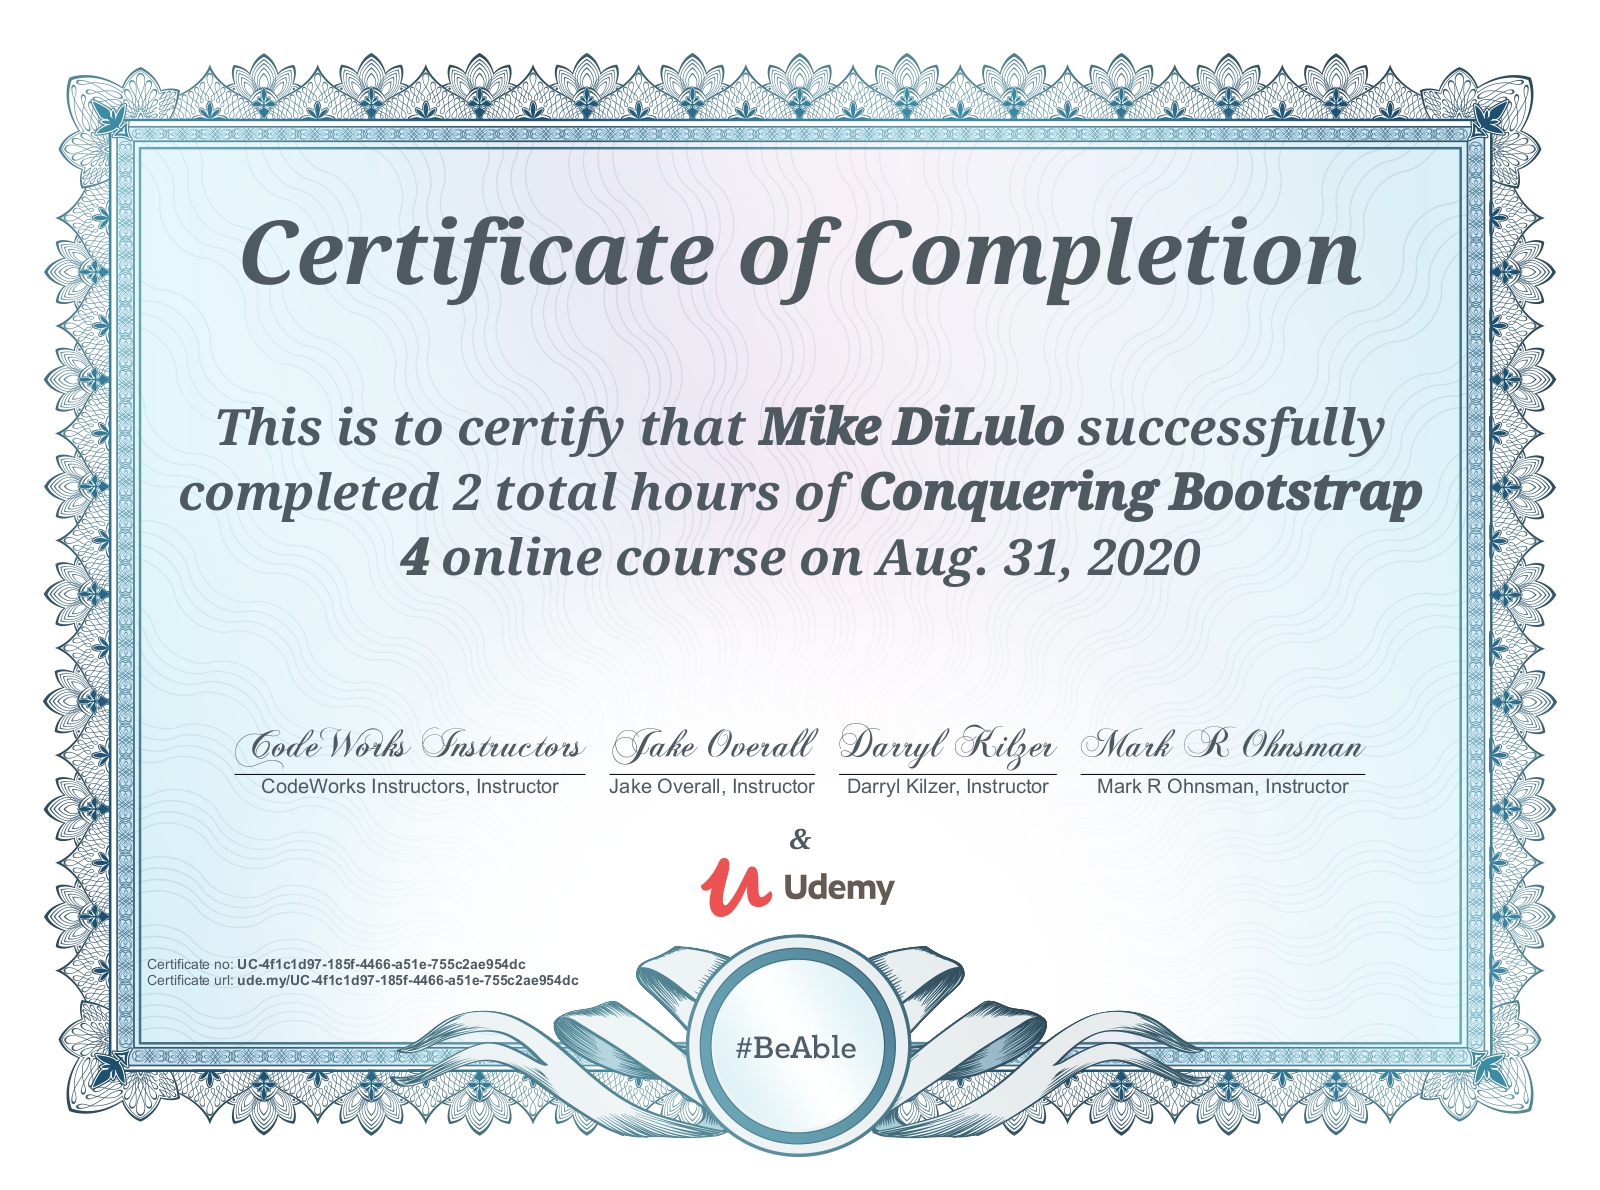 Certificate of Completion
This is to certify that Mike DiLulo successfully
completed 2 total hours of Conquering Bootstrap
4 online course on Aug. 31, 2020
CodeWorks Instructors Jake Overall Darryl Kilzer Mark R Ohnsman
CodeWorks Instructors, Instructor Jake Overall, Instructor Darryl Kilzer, Instructor Mark R Ohnsman, Instructor
&
Udemy
Certificate no: UC-4f1c1d97-185f-4466-a51e-755c2ae954dc
Certificate url: ude.my/UC-4f1c1d97-185f-4466-a51e-755c2ae954dc
#BeAble